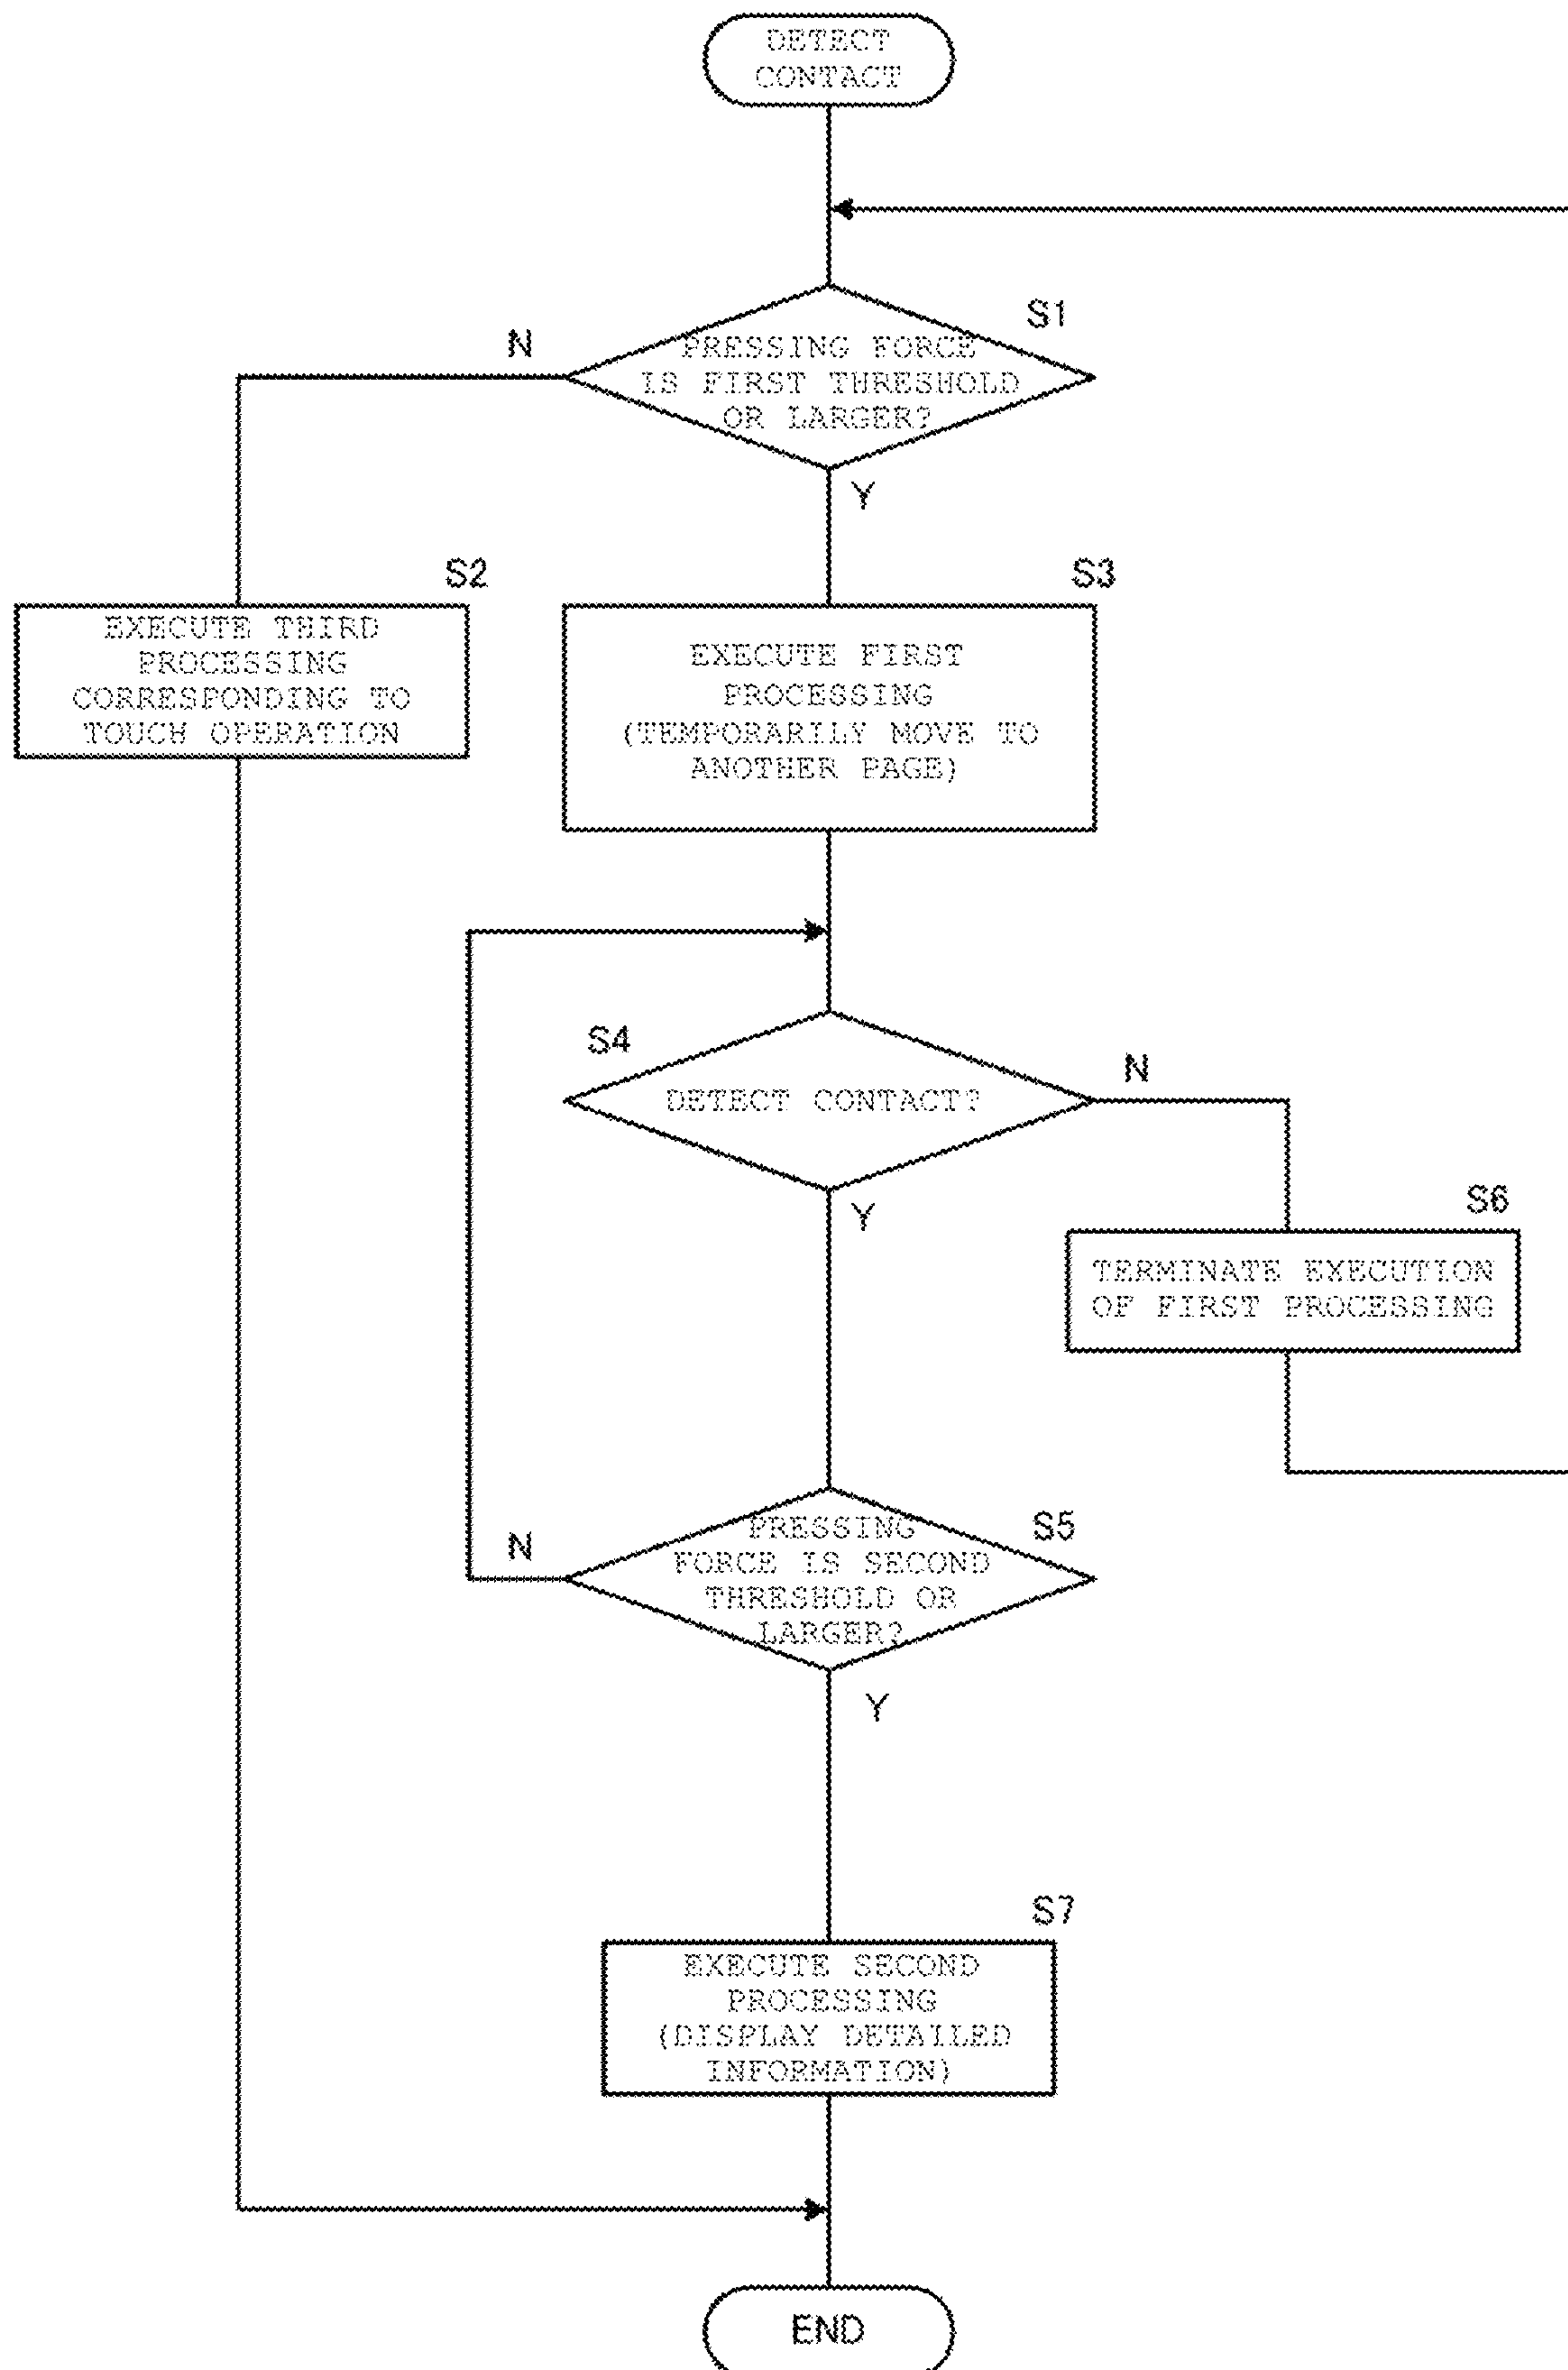 DETECT
CONTACT
S1
N
PRESSING FORCE
IS FIRST THRESHOLD
OR LARGER?
Y
S2
EXECUTE THIRD
PROCESSING
CORRESPONDING TO
TOUCH OPERATION
S3
EXECUTE FIRST
PROCESSING
(TEMPORARILY MOVE TO
ANOTHER PAGE)
S4
DETECT CONTACT?
N
Y
S6
TERMINATE EXECUTION
OF FIRST PROCESSING
S5
N
PRESSING
FORCE IS SECOND
THRESHOLD OR
LARGER?
Y
S7
EXECUTE SECOND
PROCESSING
(DISPLAY DETAILED
INFORMATION)
END